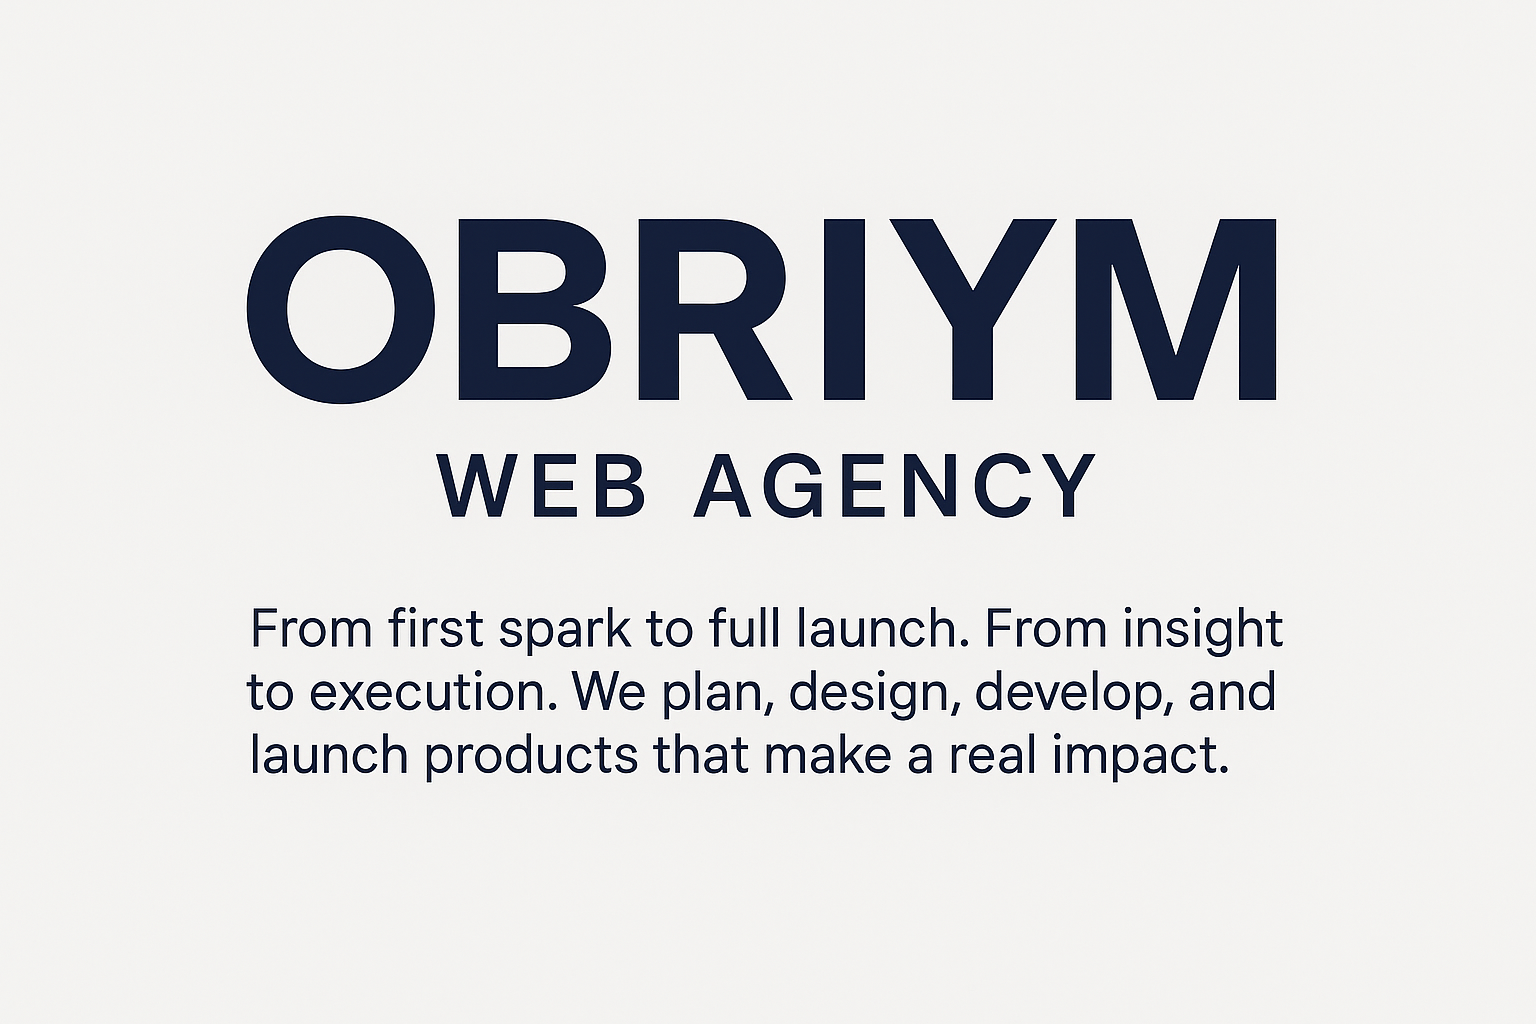 OBRIYM
WEB AGENCY
From first spark to full launch. From insight
to execution. We plan, design, develop, and
launch products that make a real impact.